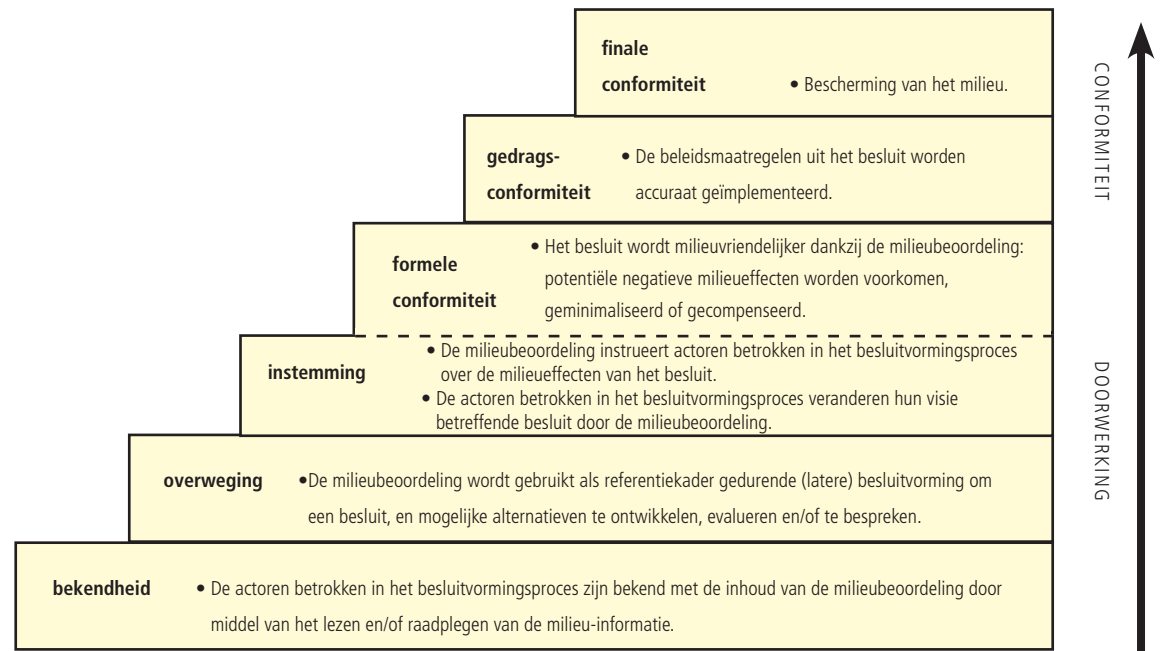 finale
conformiteit • Bescherming van het milieu.
CONFORMITEIT
gedrags- • De beleidsmaatregelen uit het besluit worden
conformiteit accuraat geïmplementeerd.
• Het besluit wordt milieuvriendelijker dankzij de milieubeoordeling:
formele potentiële negatieve milieueffecten worden voorkomen,
conformiteit geminimaliseerd of gecompenseerd.
• De milieubeoordeling instrueert actoren betrokken in het besluitvormingsproces
instemming over de milieueffecten van het besluit.
• De actoren betrokken in het besluitvormingsproces veranderen hun visie
betreffende besluit door de milieubeoordeling.
DOORWERKING
overweging •De milieubeoordeling wordt gebruikt als referentiekader gedurende (latere) besluitvorming om
een besluit, en mogelijke alternatieven te ontwikkelen, evalueren en/of te bespreken.
bekendheid • De actoren betrokken in het besluitvormingsproces zijn bekend met de inhoud van de milieubeoordeling door
middel van het lezen en/of raadplegen van de milieu-informatie.